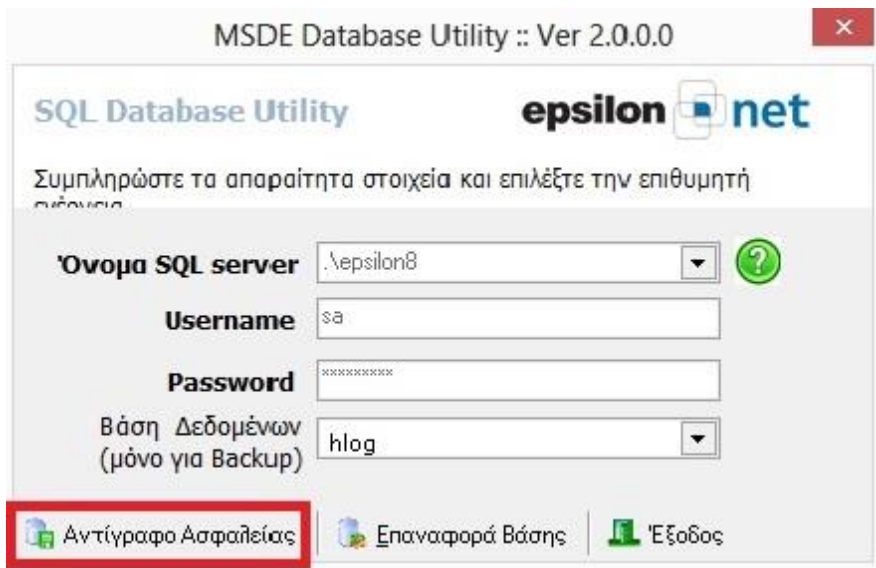 MSDE Database Utility :: Ver 2.0.0.0
SQL Database Utility
epsilon net
Συμπληρώστε τα απαραίτητα στοιχεία και επιλέξτε την επιθυμητή
ενέργεια
Όνομα SQL server .\epsilon8
Username sa
Password ×××××××××
Βάση Δεδομένων
(μόνο για Backup) hlog
Αντίγραφο Ασφαλείας Επαναφορά Βάσης Έξοδος